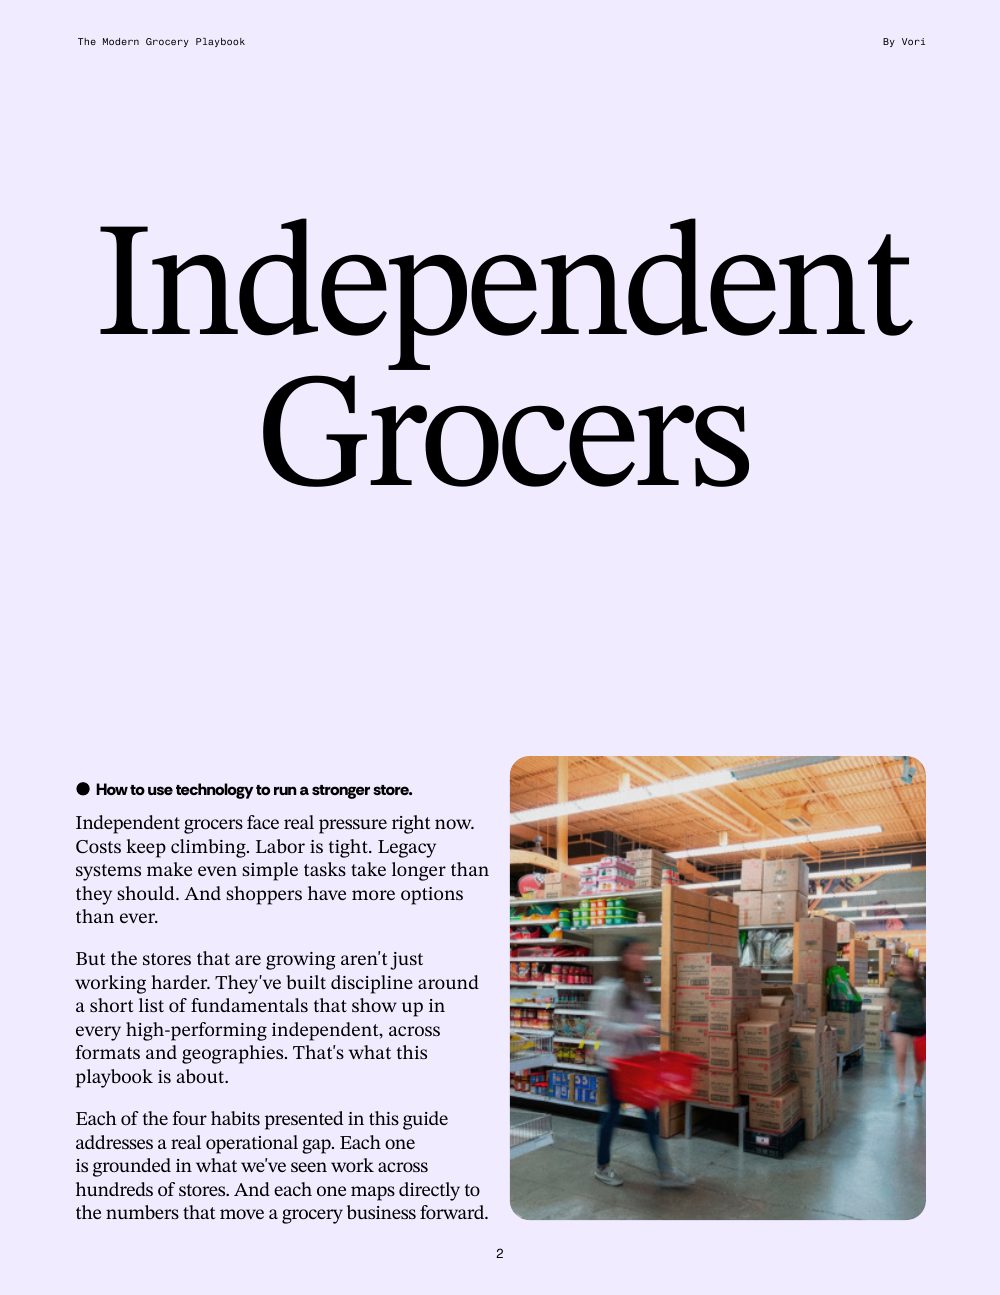 The Modern Grocery Playbook
By Vori
Independent
Grocers
How to use technology to run a stronger store.
Independent grocers face real pressure right now.
Costs keep climbing. Labor is tight. Legacy
systems make even simple tasks take longer than
they should. And shoppers have more options
than ever.
But the stores that are growing aren't just
working harder. They've built discipline around
a short list of fundamentals that show up in
every high-performing independent, across
formats and geographies. That's what this
playbook is about.
Each of the four habits presented in this guide
addresses a real operational gap. Each one
is grounded in what we've seen work across
hundreds of stores. And each one maps directly to
the numbers that move a grocery business forward.
2